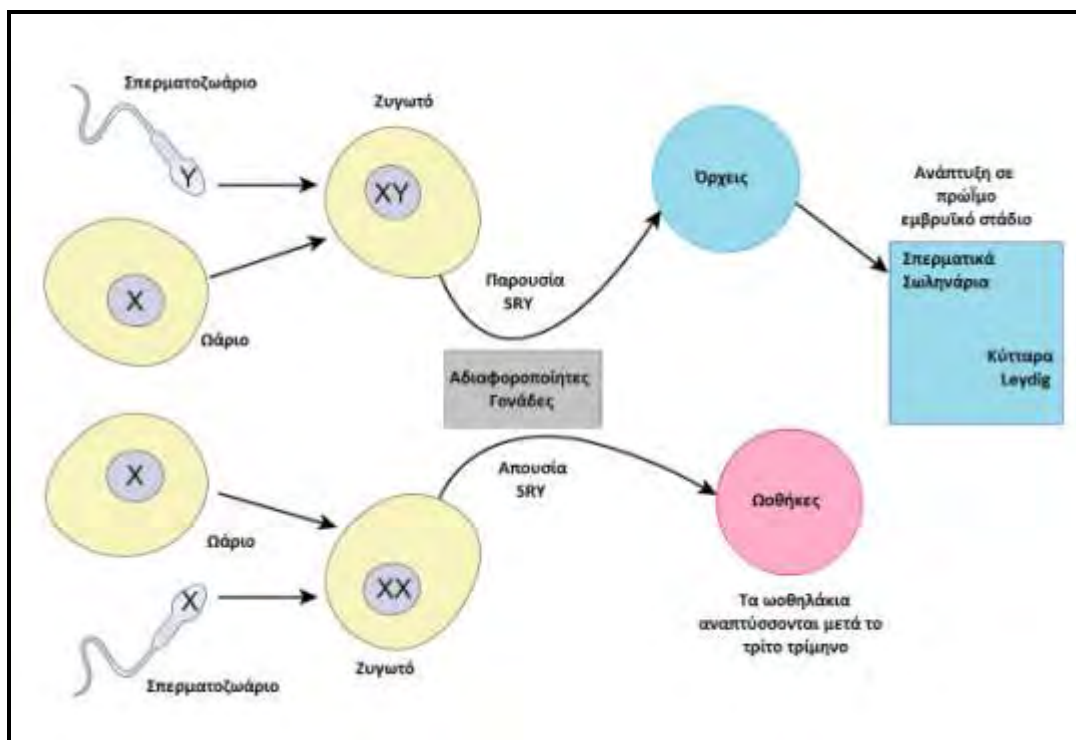 Σπερματοζωάριο
Ζυγωτό
Y
XY
Όρχεις
Ανάπτυξη σε
πρώϊμο
εμβρυϊκό στάδιο
Σπερματικά
Σωληνάρια
Κύτταρα
Leydig
X
Ωάριο
Παρουσία
SRY
Αδιαφοροποίητες
Γονάδες
X
Ωάριο
Απουσία
SRY
Ωοθήκες
X
XX
Τα ωοθηλάκια
αναπτύσσονται μετά το
τρίτο τρίμηνο
Ζυγωτό
Σπερματοζωάριο